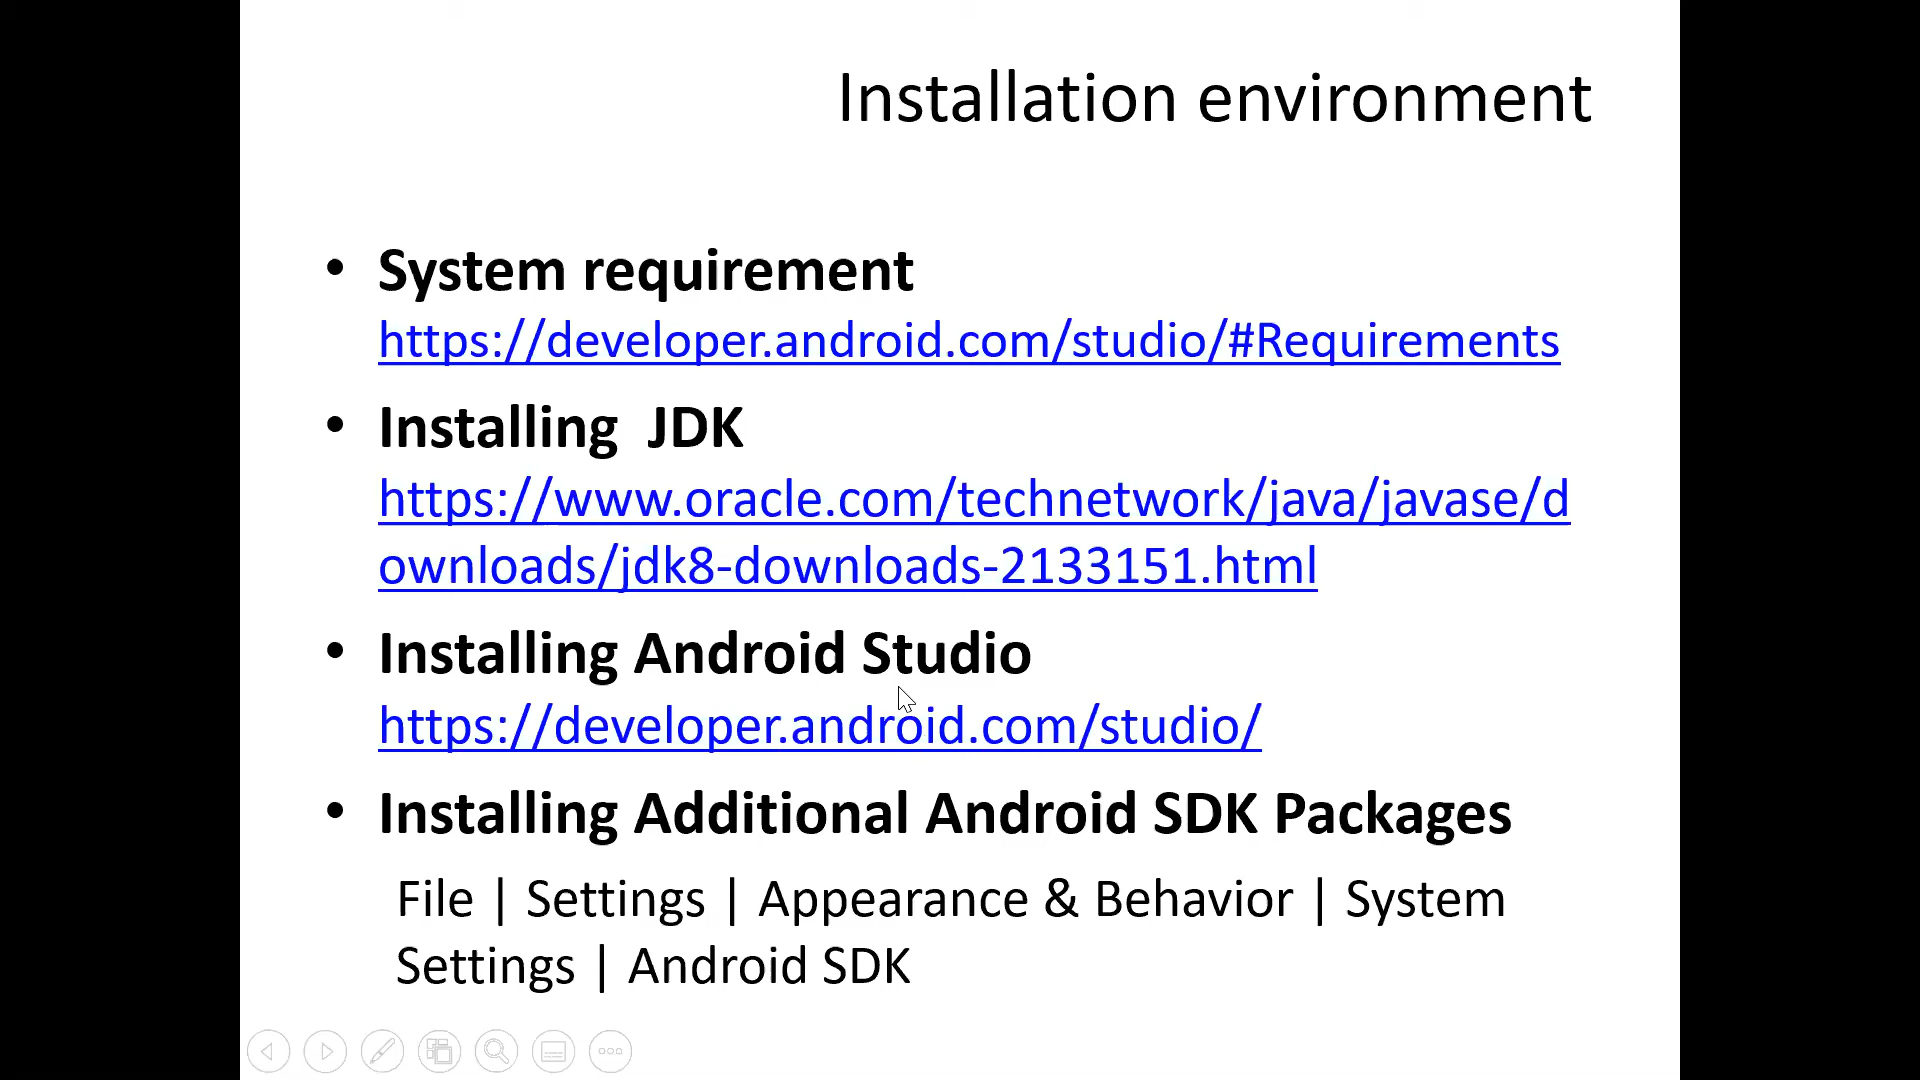 Installation environment
• System requirement
https://developer.android.com/studio/#Requirements
• Installing  JDK
https://www.oracle.com/technetwork/java/javase/d
ownloads/jdk8-downloads-2133151.html
• Installing Android Studio
https://developer.android.com/studio/
• Installing Additional Android SDK Packages
File | Settings | Appearance & Behavior | System
Settings | Android SDK